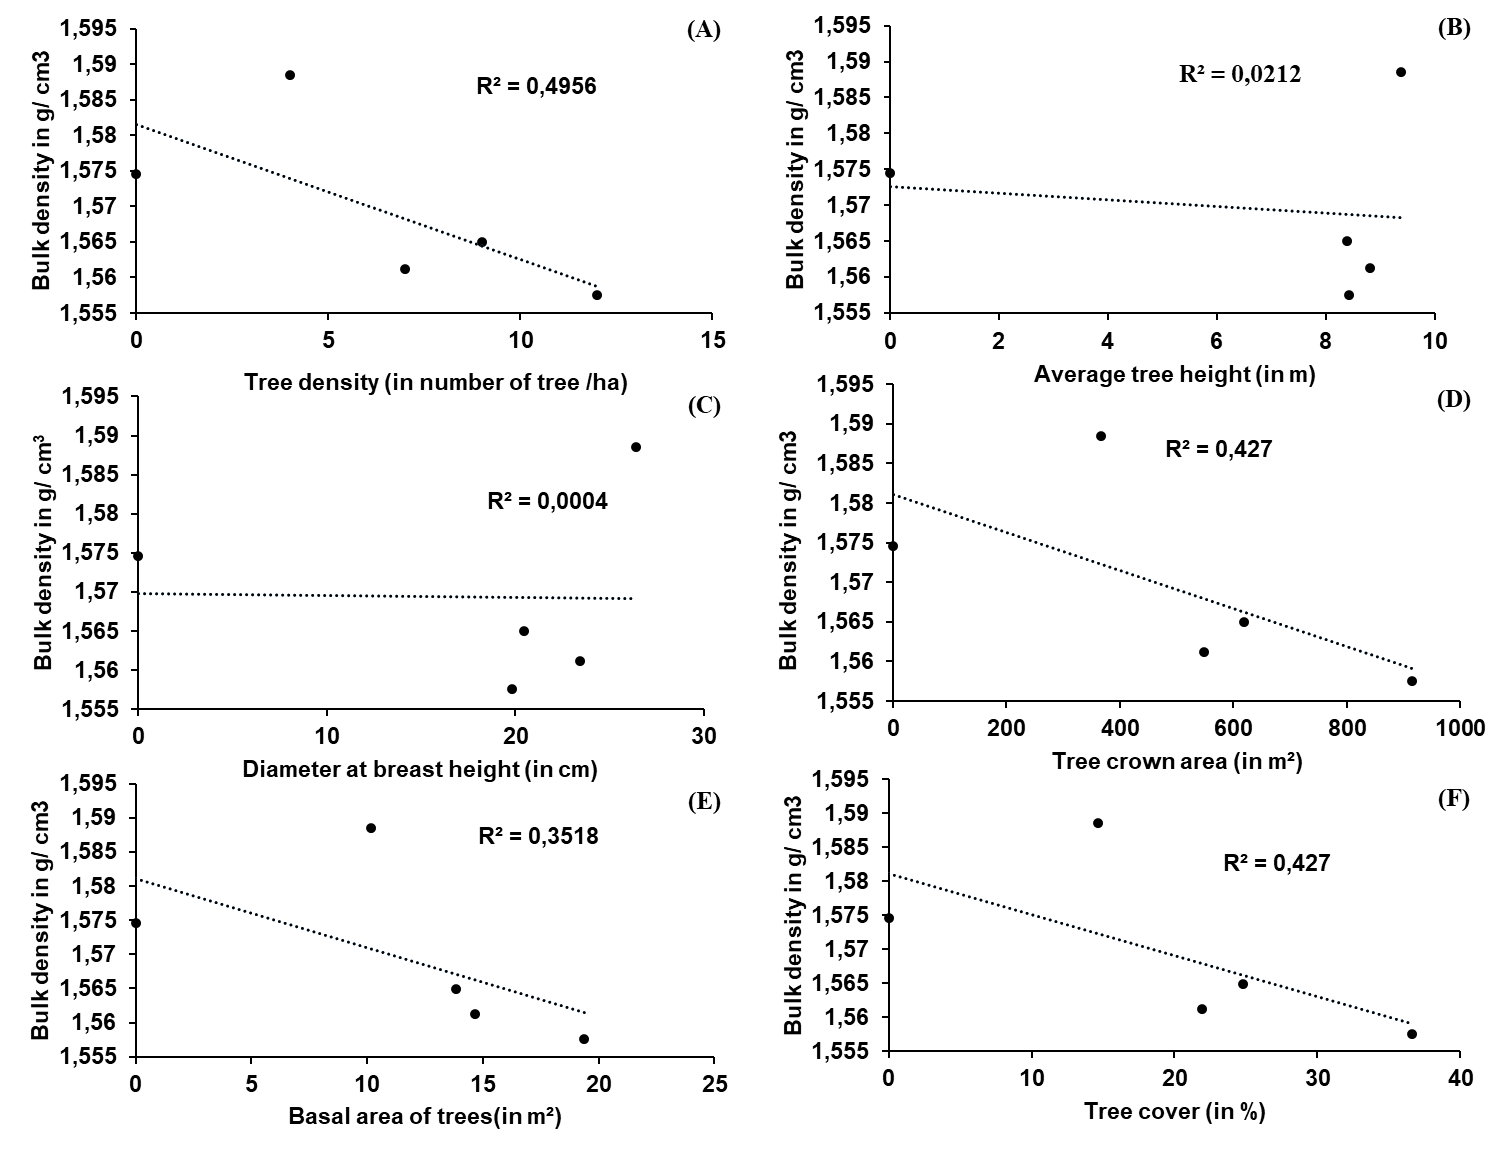 (A)
R² = 0,4956
Bulk density in g/ cm3
1,595
1,59
1,585
1,58
1,575
1,57
1,565
1,56
1,555
0 5 10 15
Tree density (in number of tree /ha)
(B)
R² = 0,0212
Bulk density in g/ cm3
1,595
1,59
1,585
1,58
1,575
1,57
1,565
1,56
1,555
0 2 4 6 8 10
Average tree height (in m)
(C)
R² = 0,0004
Bulk density in g/ cm³
1,595
1,59
1,585
1,58
1,575
1,57
1,565
1,56
1,555
0 10 20 30
Diameter at breast height (in cm)
(D)
R² = 0,427
Bulk density in g/ cm3
1,595
1,59
1,585
1,58
1,575
1,57
1,565
1,56
1,555
0 200 400 600 800 1000
Tree crown area (in m²)
(E)
R² = 0,3518
Bulk density in g/ cm3
1,595
1,59
1,585
1,58
1,575
1,57
1,565
1,56
1,555
0 5 10 15 20 25
Basal area of trees(in m²)
(F)
R² = 0,427
Bulk density in g/ cm3
1,595
1,59
1,585
1,58
1,575
1,57
1,565
1,56
1,555
0 10 20 30 40
Tree cover (in %)